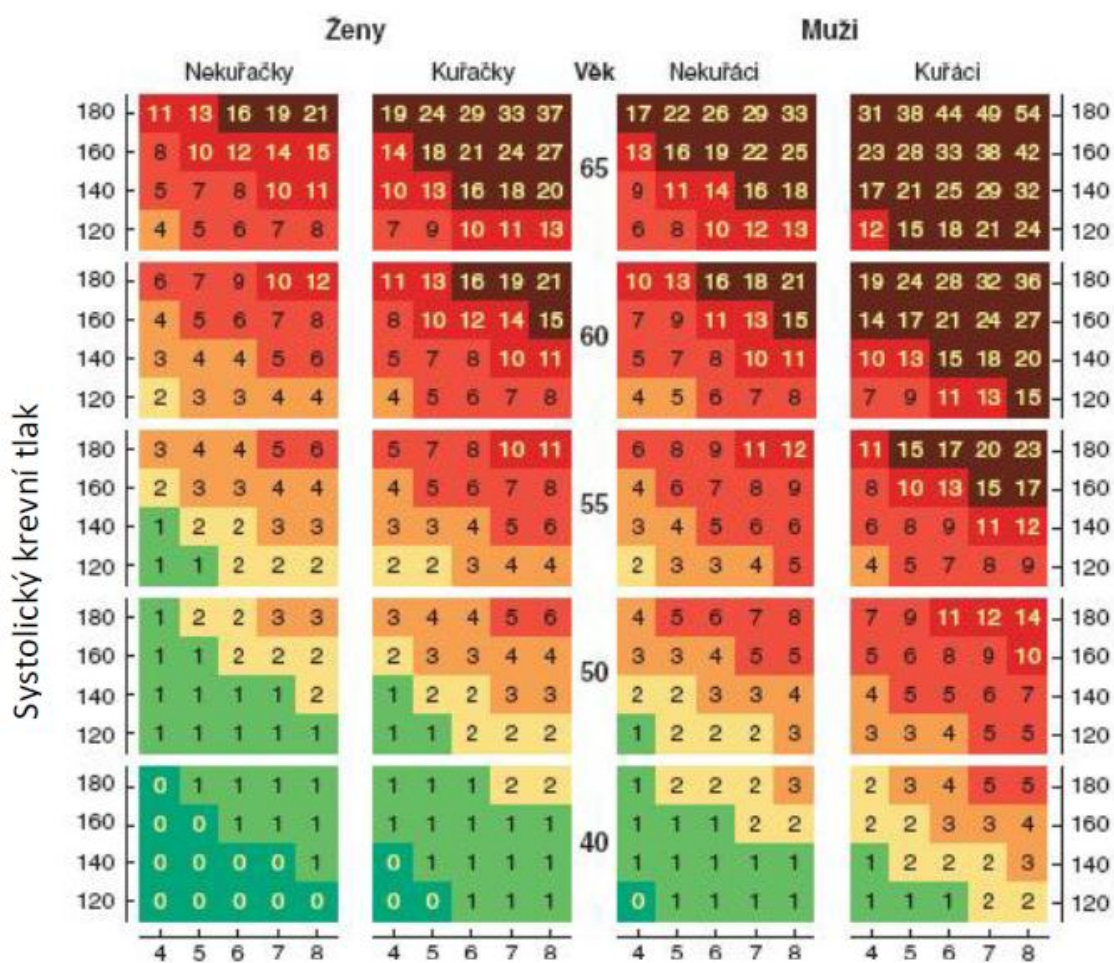 Ženy Muži
Nekuřačky Kuřačky Věk Nekuřáci Kuřáci
180 11 13 16 19 21 19 24 29 33 37 17 22 26 29 33 31 38 44 49 54 180
160 8 10 12 14 15 14 18 21 24 27 13 16 19 22 25 23 28 33 38 42 160
65
140 5 7 8 10 11 10 13 16 18 20 9 11 14 16 18 17 21 25 29 32 140
120 4 5 6 7 8 7 9 10 11 13 6 8 10 12 13 12 15 18 21 24 120
180 6 7 9 10 12 11 13 16 19 21 10 13 16 18 21 19 24 28 32 36 180
160 4 5 6 7 8 8 10 12 14 15 7 9 11 13 15 14 17 21 24 27 160
60
140 3 4 4 5 6 5 7 8 10 11 5 7 8 10 11 10 13 15 18 20 140
120 2 3 3 4 4 4 5 6 7 8 4 5 6 7 8 7 9 11 13 15 120
Systolický krevní tlak
180 3 4 4 5 6 5 7 8 10 11 6 8 9 11 12 11 15 17 20 23 180
160 2 3 3 4 4 4 5 6 7 8 4 6 7 8 9 8 10 13 15 17 160
55
140 1 2 2 3 3 3 3 4 5 6 3 4 5 6 6 6 8 9 11 12 140
120 1 1 2 2 2 2 2 3 4 4 2 3 3 4 5 4 5 7 8 9 120
180 1 2 2 3 3 3 4 4 5 6 4 5 6 7 8 7 9 11 12 14 180
160 1 1 2 2 2 2 3 3 4 4 3 3 4 5 5 5 6 8 9 10 160
50
140 1 1 1 1 2 1 2 2 3 3 2 2 3 3 4 4 5 5 6 7 140
120 1 1 1 1 1 1 1 2 2 2 1 2 2 2 3 3 3 4 5 5 120
180 0 1 1 1 1 1 1 1 2 2 1 2 2 2 3 2 3 4 5 5 180
160 0 0 1 1 1 1 1 1 1 1 1 1 1 2 2 2 2 3 3 4 160
40
140 0 0 0 0 1 0 1 1 1 1 1 1 1 1 1 1 2 2 2 3 140
120 0 0 0 0 0 0 0 1 1 1 0 1 1 1 1 1 1 1 2 2 120
4 5 6 7 8 4 5 6 7 8 4 5 6 7 8 4 5 6 7 8